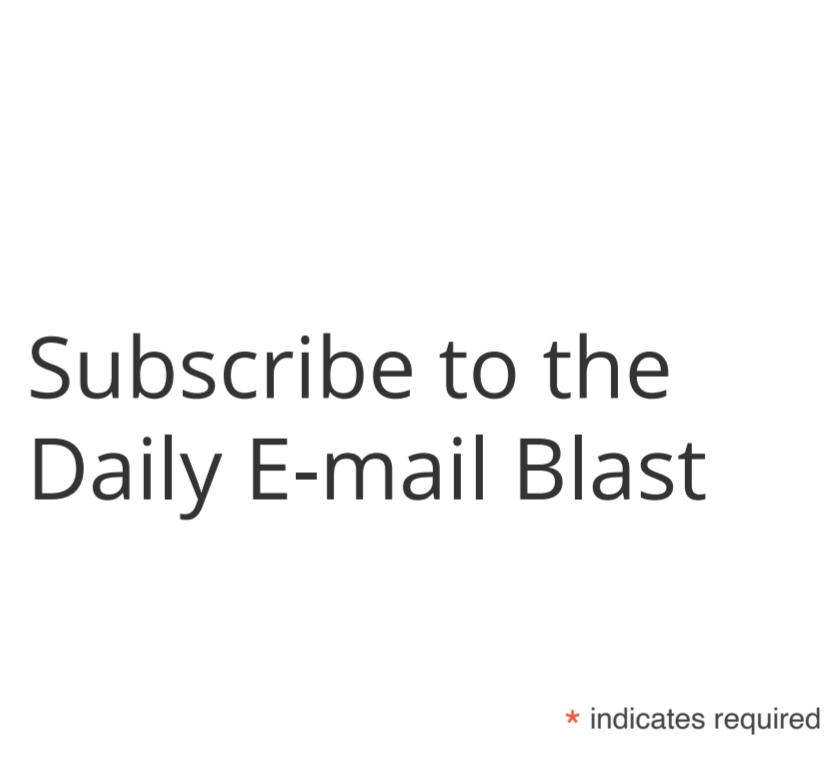 Subscribe to the
Daily E-mail Blast
* indicates required